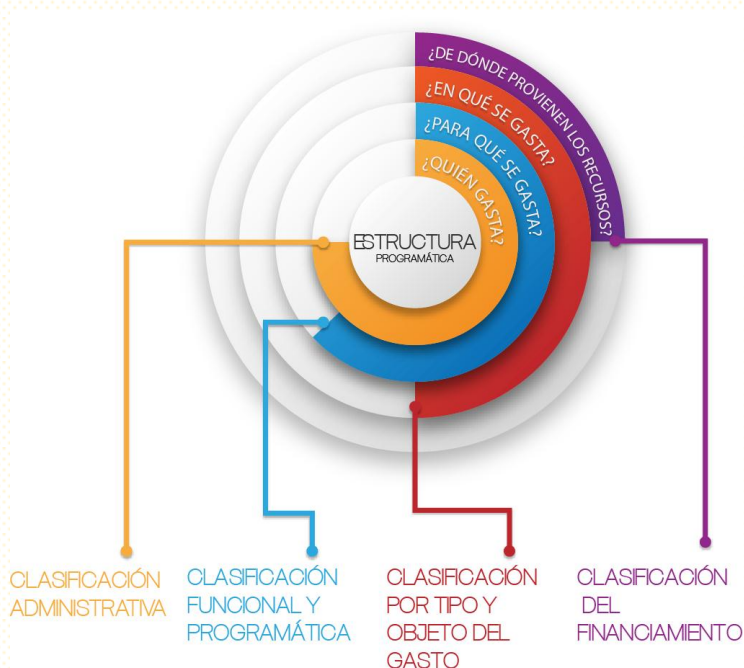 ¿DE DÓNDE PROVIENEN LOS RECURSOS?
¿EN QUÉ SE GASTA?
¿PARA QUÉ SE GASTA?
¿QUIÉN GASTA?
ESTRUCTURA
PROGRAMÁTICA
CLASIFICACIÓN
ADMINISTRATIVA
CLASIFICACIÓN
FUNCIONAL Y
PROGRAMÁTICA
CLASIFICACIÓN
POR TIPO Y
OBJETO DEL
GASTO
CLASIFICACIÓN
DEL
FINANCIAMIENTO